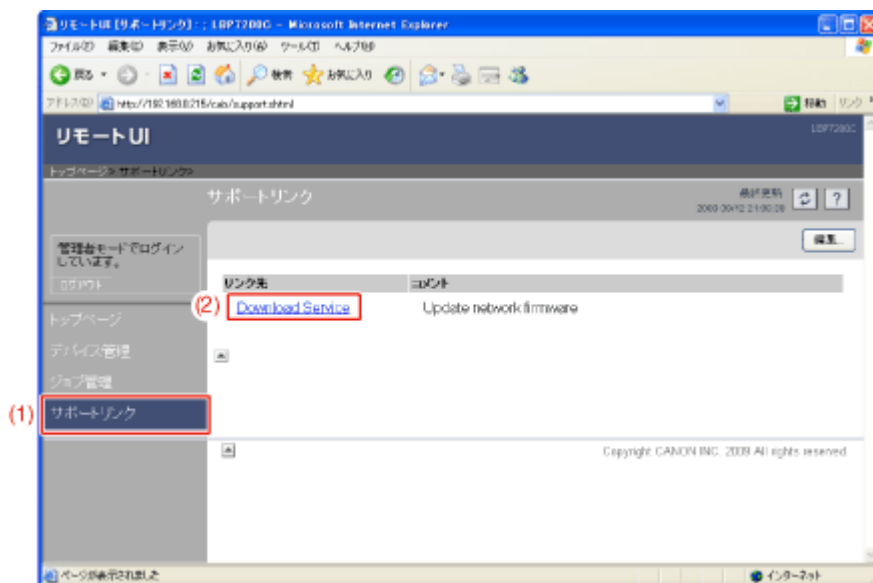 リモートUI [サポートリンク] : ; LBP7200C - Microsoft Internet Explorer
ファイル(F) 編集(E) 表示(V) お気に入り(A) ツール(T) ヘルプ(H)
戻る 検索 お気に入り
アドレス(D) http://192.168.0.215/cab/support.shtml 移動 リンク
リモートUI LBP7200C
トップページ> サポートリンク>
サポートリンク 最終更新
管理者モードでログイン
しています。
編集...
ログアウト
リンク先 コメント
(2) Download Service Update network firmware
トップページ
デバイス管理
ジョブ管理
(1) サポートリンク
Copyright CANON INC. 2009 All rights reserved
ページが表示されました インターネット